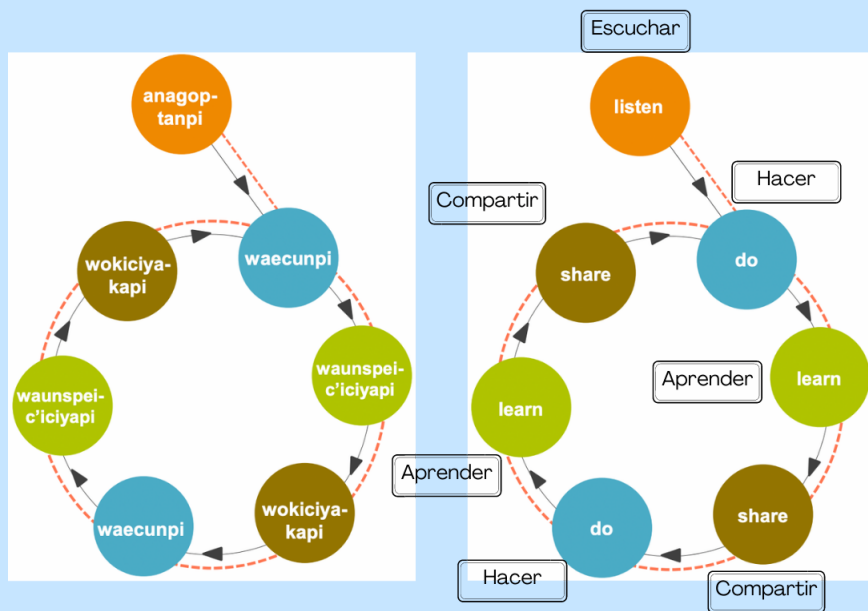 anagop-
tanpi
waecunpi
waunspei-
c'iciyapi
wokiciya-
kapi
waecunpi
waunspei-
c'iciyapi
wokiciya-
kapi
Escuchar
listen
Hacer
do
Aprender
learn
share
Compartir
do
Hacer
learn
Aprender
share
Compartir